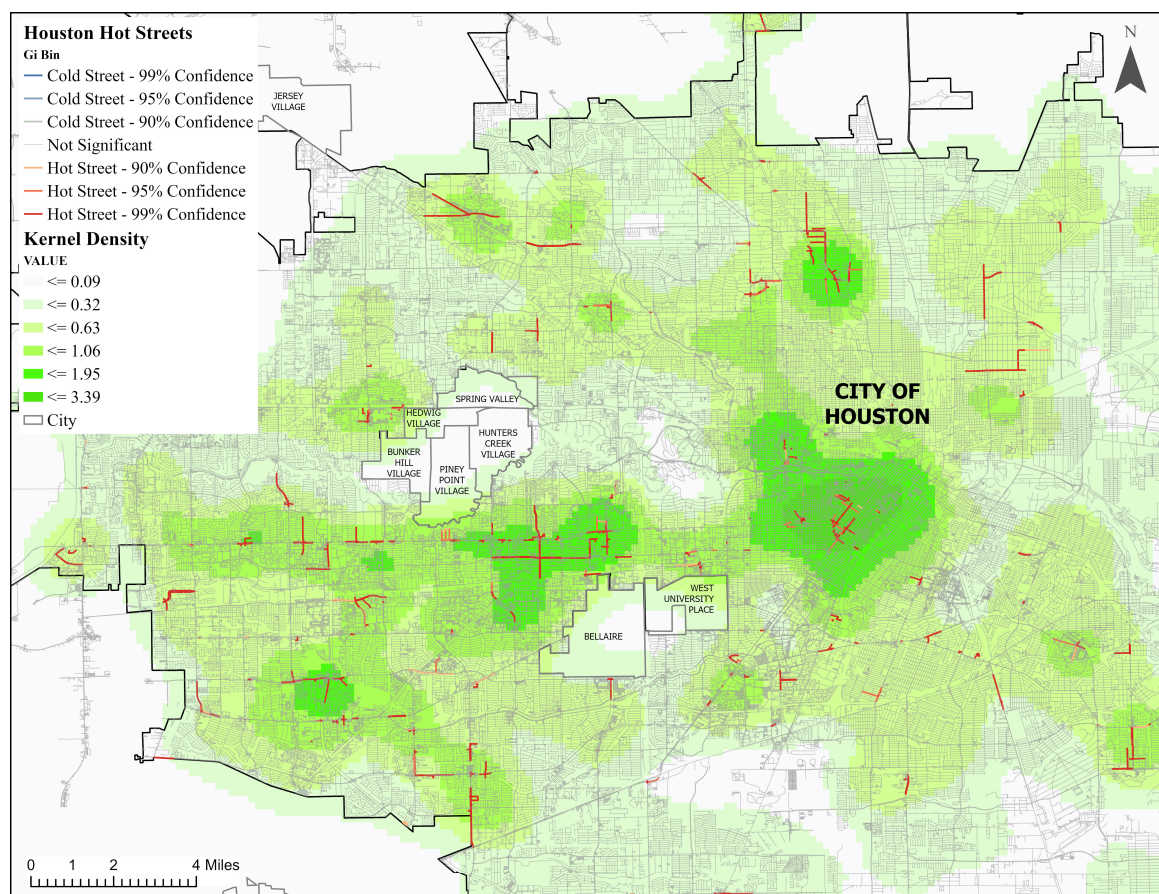 Houston Hot Streets
Gi Bin
Cold Street - 99% Confidence
Cold Street - 95% Confidence
Cold Street - 90% Confidence
Not Significant
Hot Street - 90% Confidence
Hot Street - 95% Confidence
Hot Street - 99% Confidence
Kernel Density
VALUE
<= 0.09
<= 0.32
<= 0.63
<= 1.06
<= 1.95
<= 3.39
City
N
JERSEY
VILLAGE
CITY OF
HOUSTON
SPRING VALLEY
HEDWIG
VILLAGE
HUNTERS
CREEK
VILLAGE
BUNKER
HILL
VILLAGE
PINEY
POINT
VILLAGE
WEST
UNIVERSITY
PLACE
BELLAIRE
0 2 4 Miles